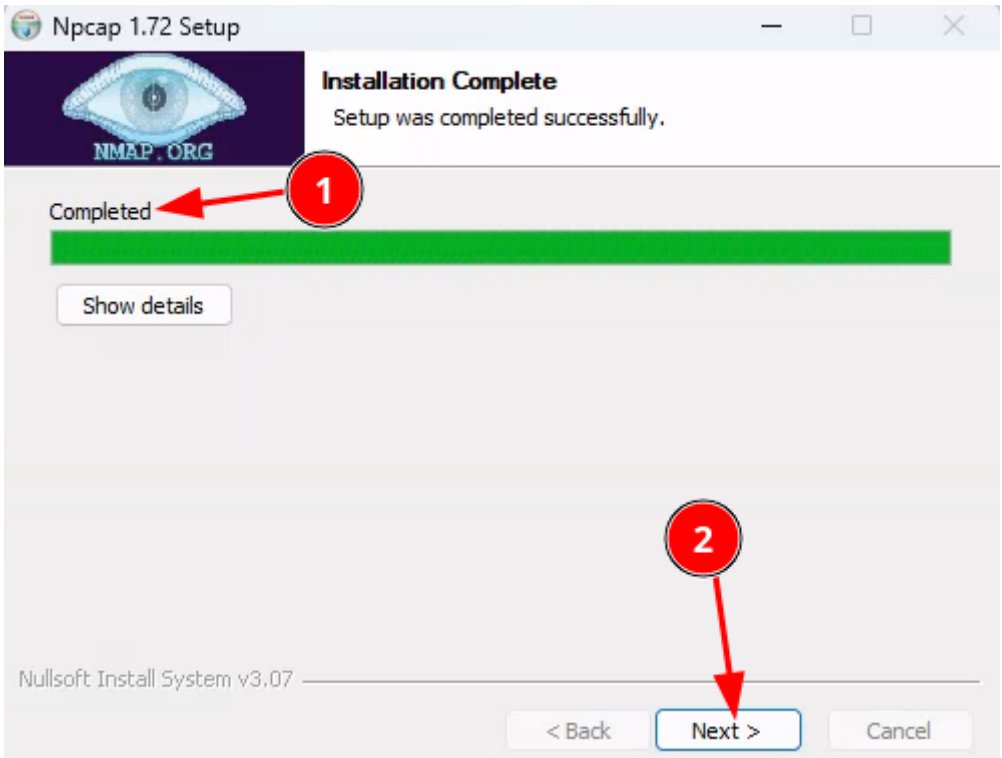 Npcap 1.72 Setup
Installation Complete
Setup was completed successfully.
NMAP.ORG
1
Completed
Show details
2
Nullsoft Install System v3.07
< Back
Next >
Cancel